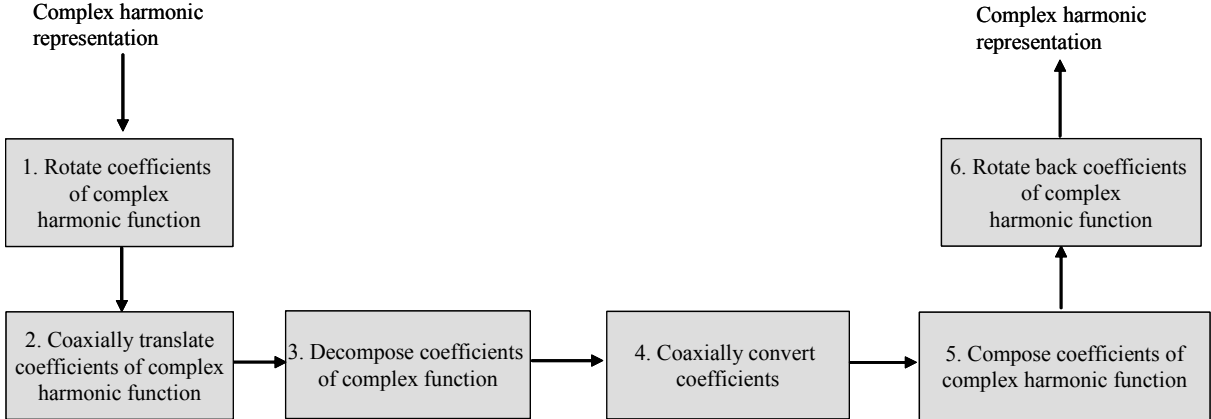 Complex harmonic
representation
1. Rotate coefficients
of complex
harmonic function
2. Coaxially translate
coefficients of complex
harmonic function
3. Decompose coefficients
of complex function
4. Coaxially convert
coefficients
5. Compose coefficients of
complex harmonic function
6. Rotate back coefficients
of complex
harmonic function
Complex harmonic
representation